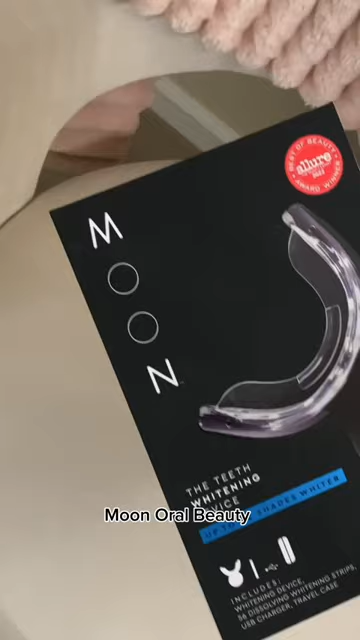 BEST OF BEAUTY
allure
AWARD WINNER
M
O
O
N
THE TEETH
WHITENING
DEVICE
SHADES WHITER
Moon Oral Beauty
INCLUDES:
WHITENING DEVICE,
56 DISSOLVING WHITENING STRIPS,
USB CHARGER, TRAVEL CASE